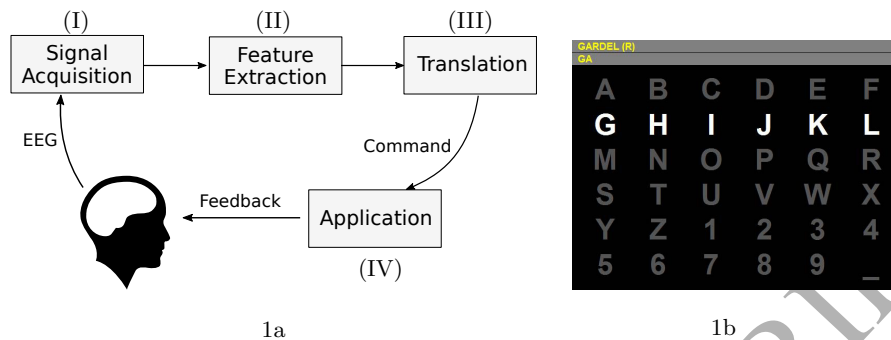 (I)
(II)
(III)
Signal
Acquisition
Feature
Extraction
Translation
EEG
Command
Feedback
Application
(IV)
1a
GARDEL (R)
GA
A B C D E F
G H I J K L
M N O P Q R
S T U V W X
Y Z 1 2 3 4
5 6 7 8 9 _
1b